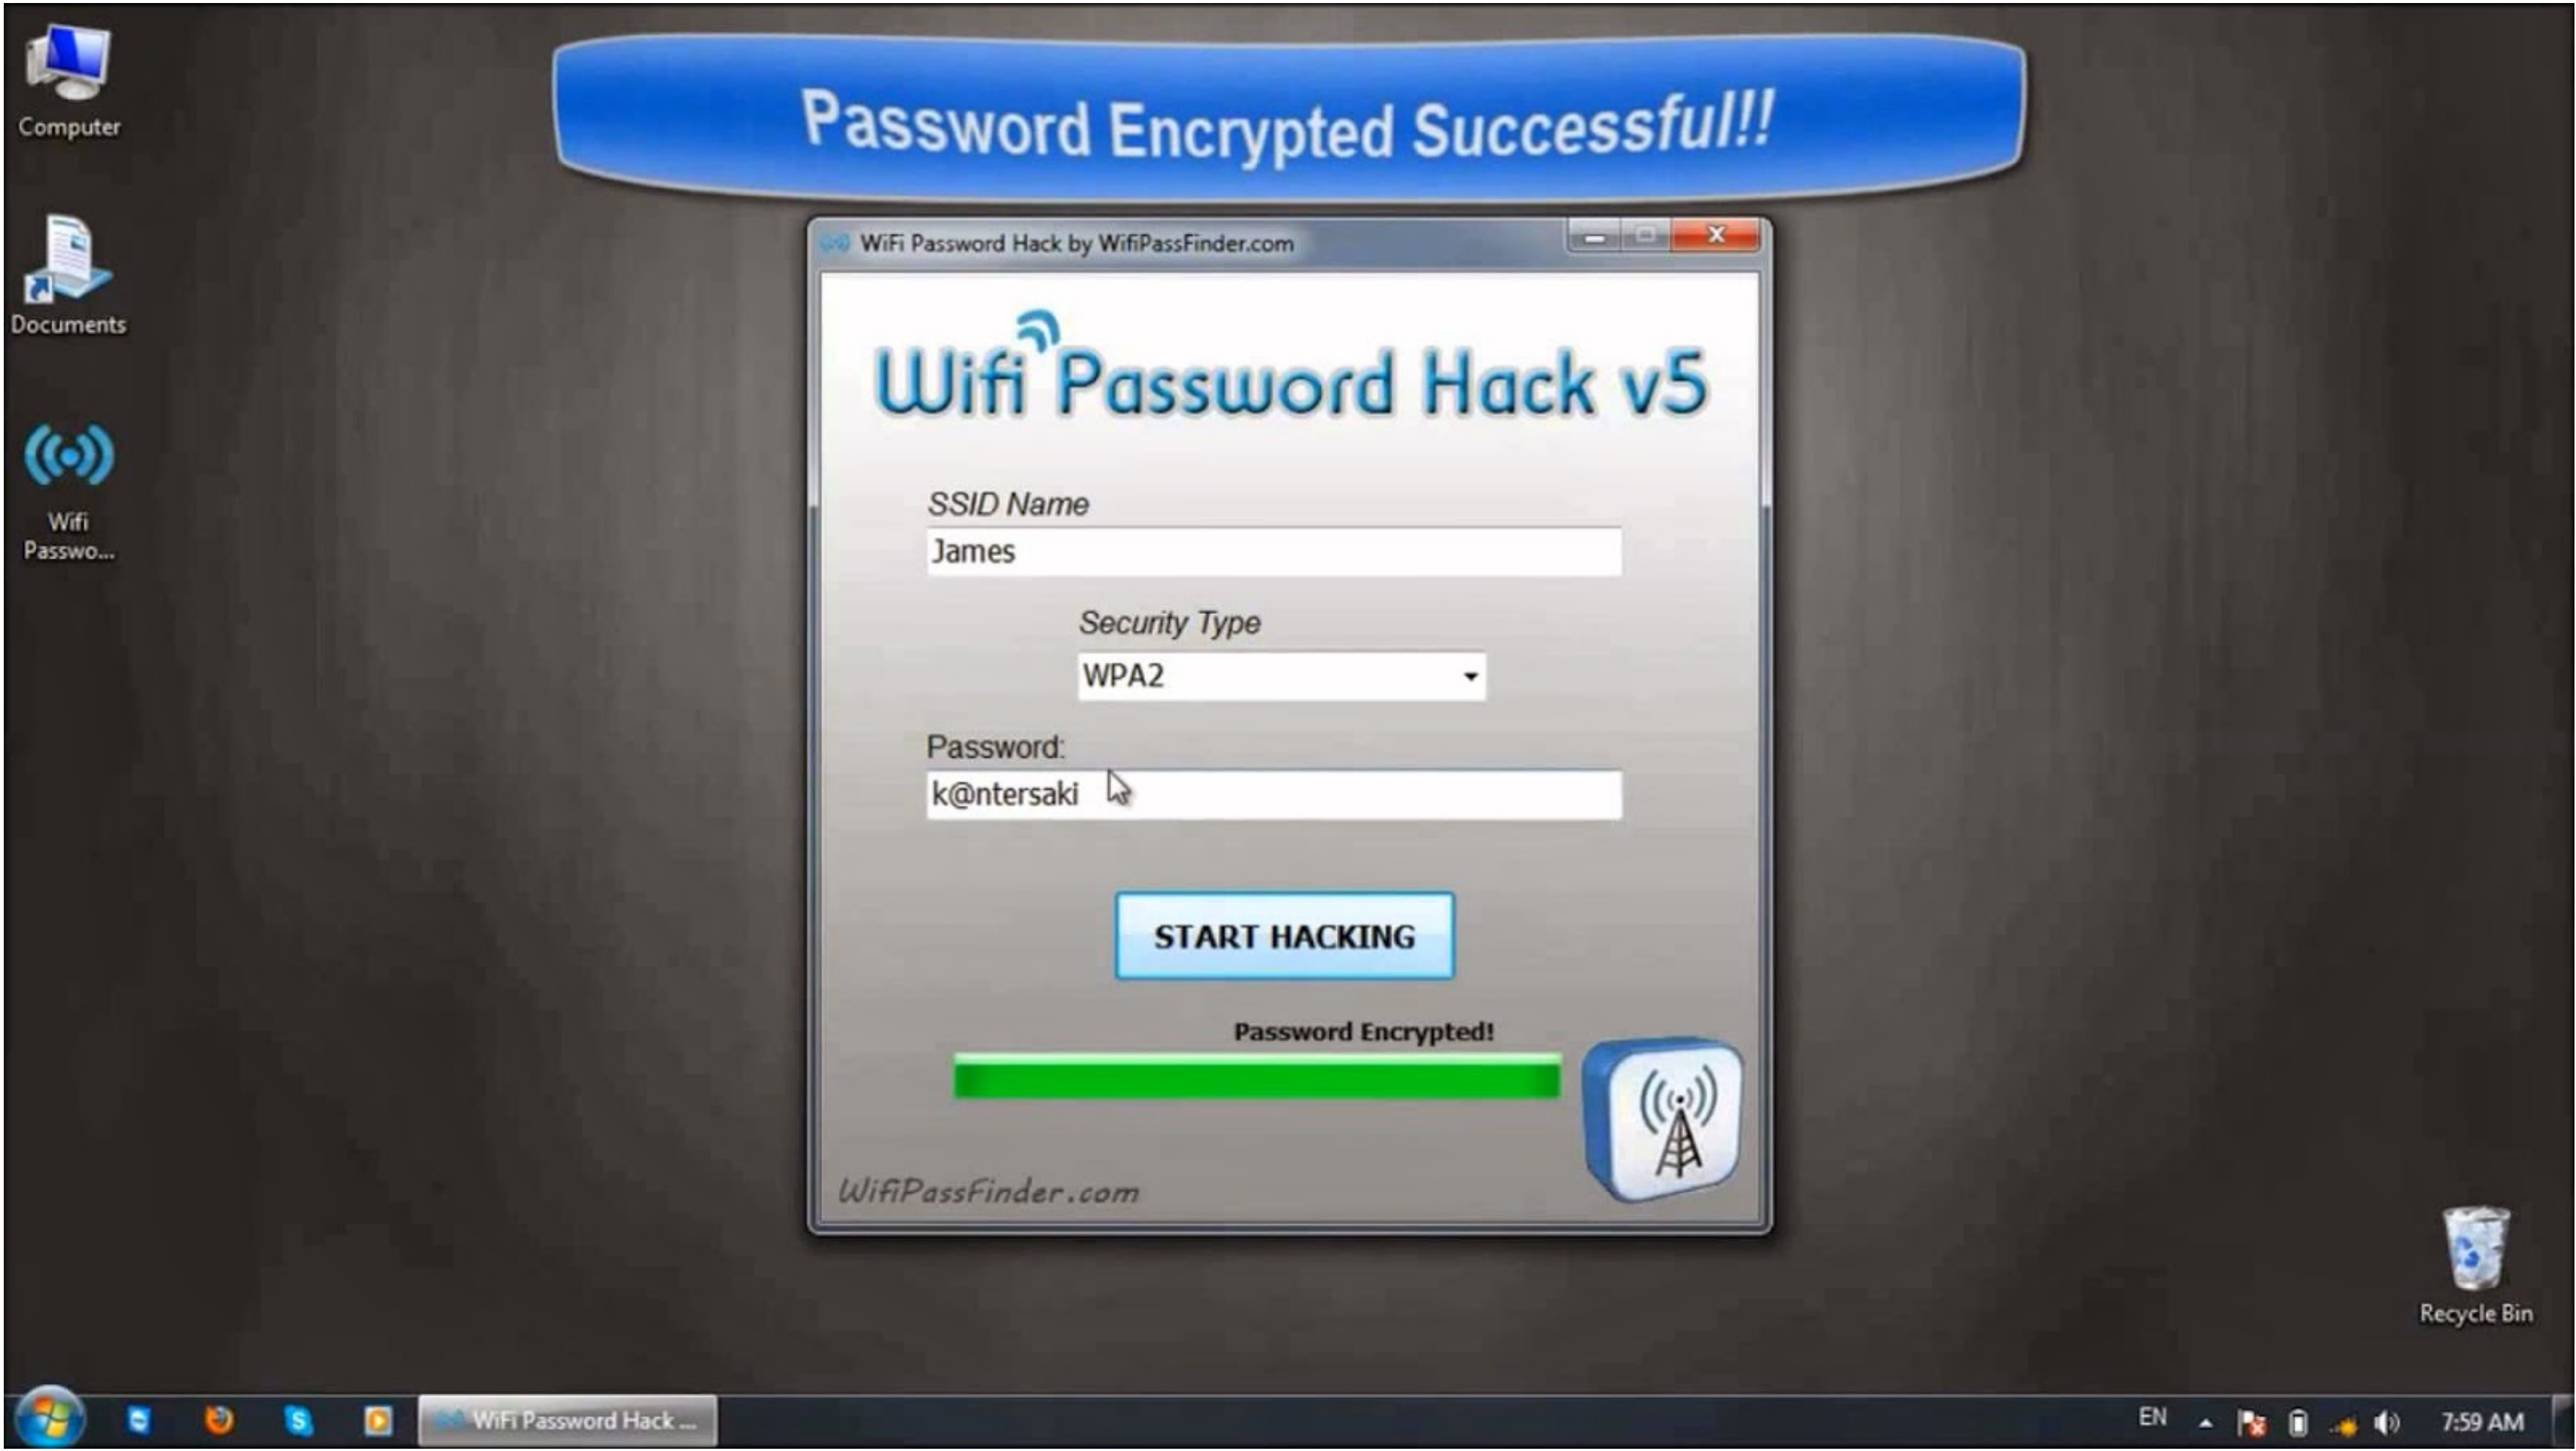 Computer
Documents
Wifi
Passwo...
Password Encrypted Successful!!
WiFi Password Hack by WifiPassFinder.com
Wifi Password Hack v5
SSID Name
James
Security Type
WPA2
Password:
k@ntersaki
START HACKING
Password Encrypted!
WifiPassFinder.com
Recycle Bin
WiFi Password Hack ...
EN
7:59 AM